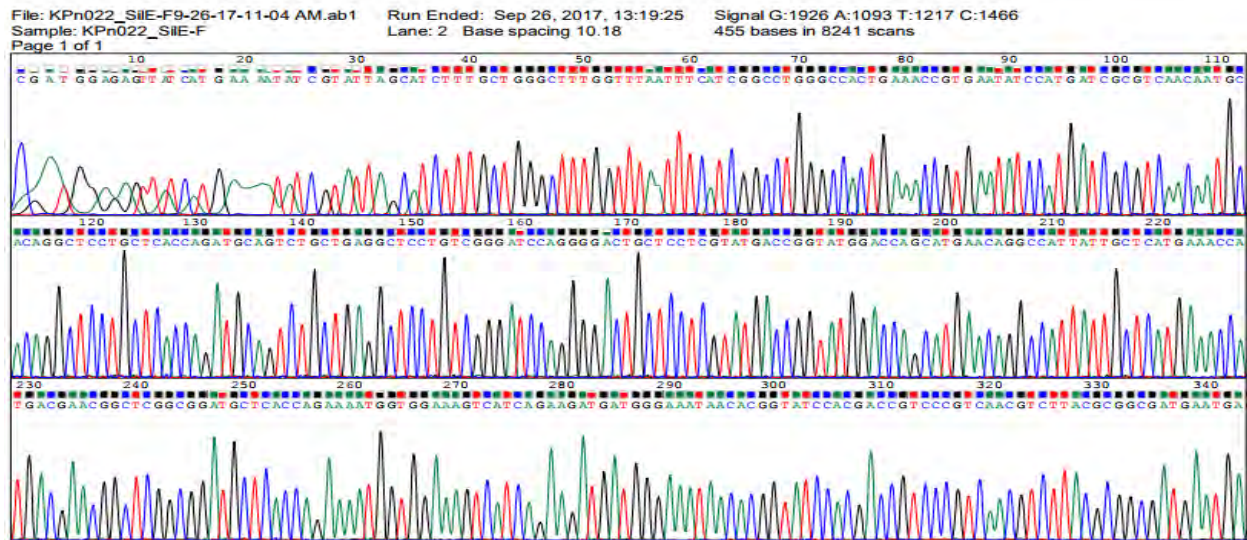 File: KPn022_SilE-F9-26-17-11-04 AM.ab1 Run Ended: Sep 26, 2017, 13:19:25 Signal G:1926 A:1093 T:1217 C:1466
Sample: KPn022_SilE-F Lane: 2 Base spacing 10.18 455 bases in 8241 scans
Page 1 of 1
10 20 30 40 50 60 70 80 90 100 110
CGATGGAGAGTTATCATGAAAATATCGTATTAGCATCTTTGCTGGGCTTTGGTTTAATTTCATCGGCCTGGGCCACTGAAACCGTGAATATCCATGATCGCGTCAACAATGC
120 130 140 150 160 170 180 190 200 210 220
ACAGGCTCCTGCTCACCAGATGCAGTCTGCTGAGGCTCCTGTCGGGATCCAGGGGACTGCTCCTCGTATGACCGGTATGGACCAGCATGAACAGGCCATTATTGCTCATGAAACCA
230 240 250 260 270 280 290 300 310 320 330 340
TGACGAACGGCTCGGCGGATGCTCACCAGAAAATGGTGGAAAGTCATCAGAAGATGATGGGAAATAACACGGTATCCACGACCGTCCCGTCAACGTCTTACGCGGCGATGAATGA